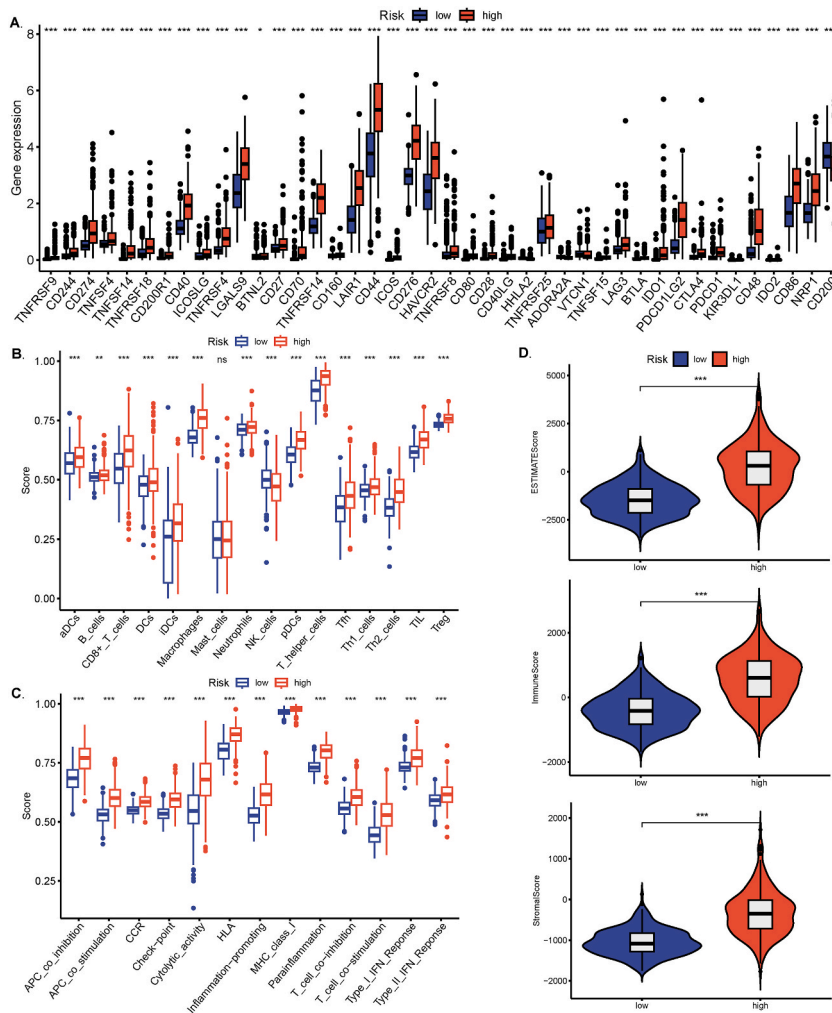 Risk low high
A.
*** *** *** *** *** *** *** *** *** *** *** * *** *** *** *** *** *** *** *** *** *** *** *** *** *** *** *** *** *** *** *** *** *** *** *** *** *** *** ***
Gene expression
8
6
4
2
0
TNFRSF9 CD244 CD274 TNFSF4 TNFSF14 TNFRSF18 CD200R1 CD40 ICOSLG TNFRSF4 LGALS9 BTNL2 CD27 CD70 TNFRSF14 CD160 LAIR1 CD44 ICOS CD276 HAVCR2 TNFRSF8 CD80 CD28 CD40LG HHLA2 TNFRSF25 ADORA2A VTCN1 TNFSF15 LAG3 BTLA IDO1 PDCD1LG2 CTLA4 PDCD1 KIR3DL1 CD48 IDO2 CD86 NRP1 CD200
B.
Risk low high
*** ** *** *** *** *** ns *** *** *** *** *** *** *** *** ***
Score
1.00
0.75
0.50
0.25
0.00
aDCs B_cells CD8+_T_cells DCs iDCs Macrophages Mast_cells Neutrophils NK_cells pDCs T_helper_cells Tfh Th1_cells Th2_cells TIL Treg
C.
Risk low high
*** *** *** *** *** *** *** *** *** *** *** *** ***
Score
1.00
0.75
0.50
0.25
APC_co_inhibition APC_co_stimulation CCR Check-point Cytolytic_activity HLA Inflammation-promoting MHC_class_I Parainflammation T_cell_co-inhibition T_cell_co-stimulation Type_I_IFN_Reponse Type_II_IFN_Reponse
D.
Risk low high
***
ESTIMATEScore
5000
2500
0
−2500
low high
***
ImmuneScore
2000
0
−2000
low high
***
StromalScore
2000
1000
0
−1000
−2000
low high